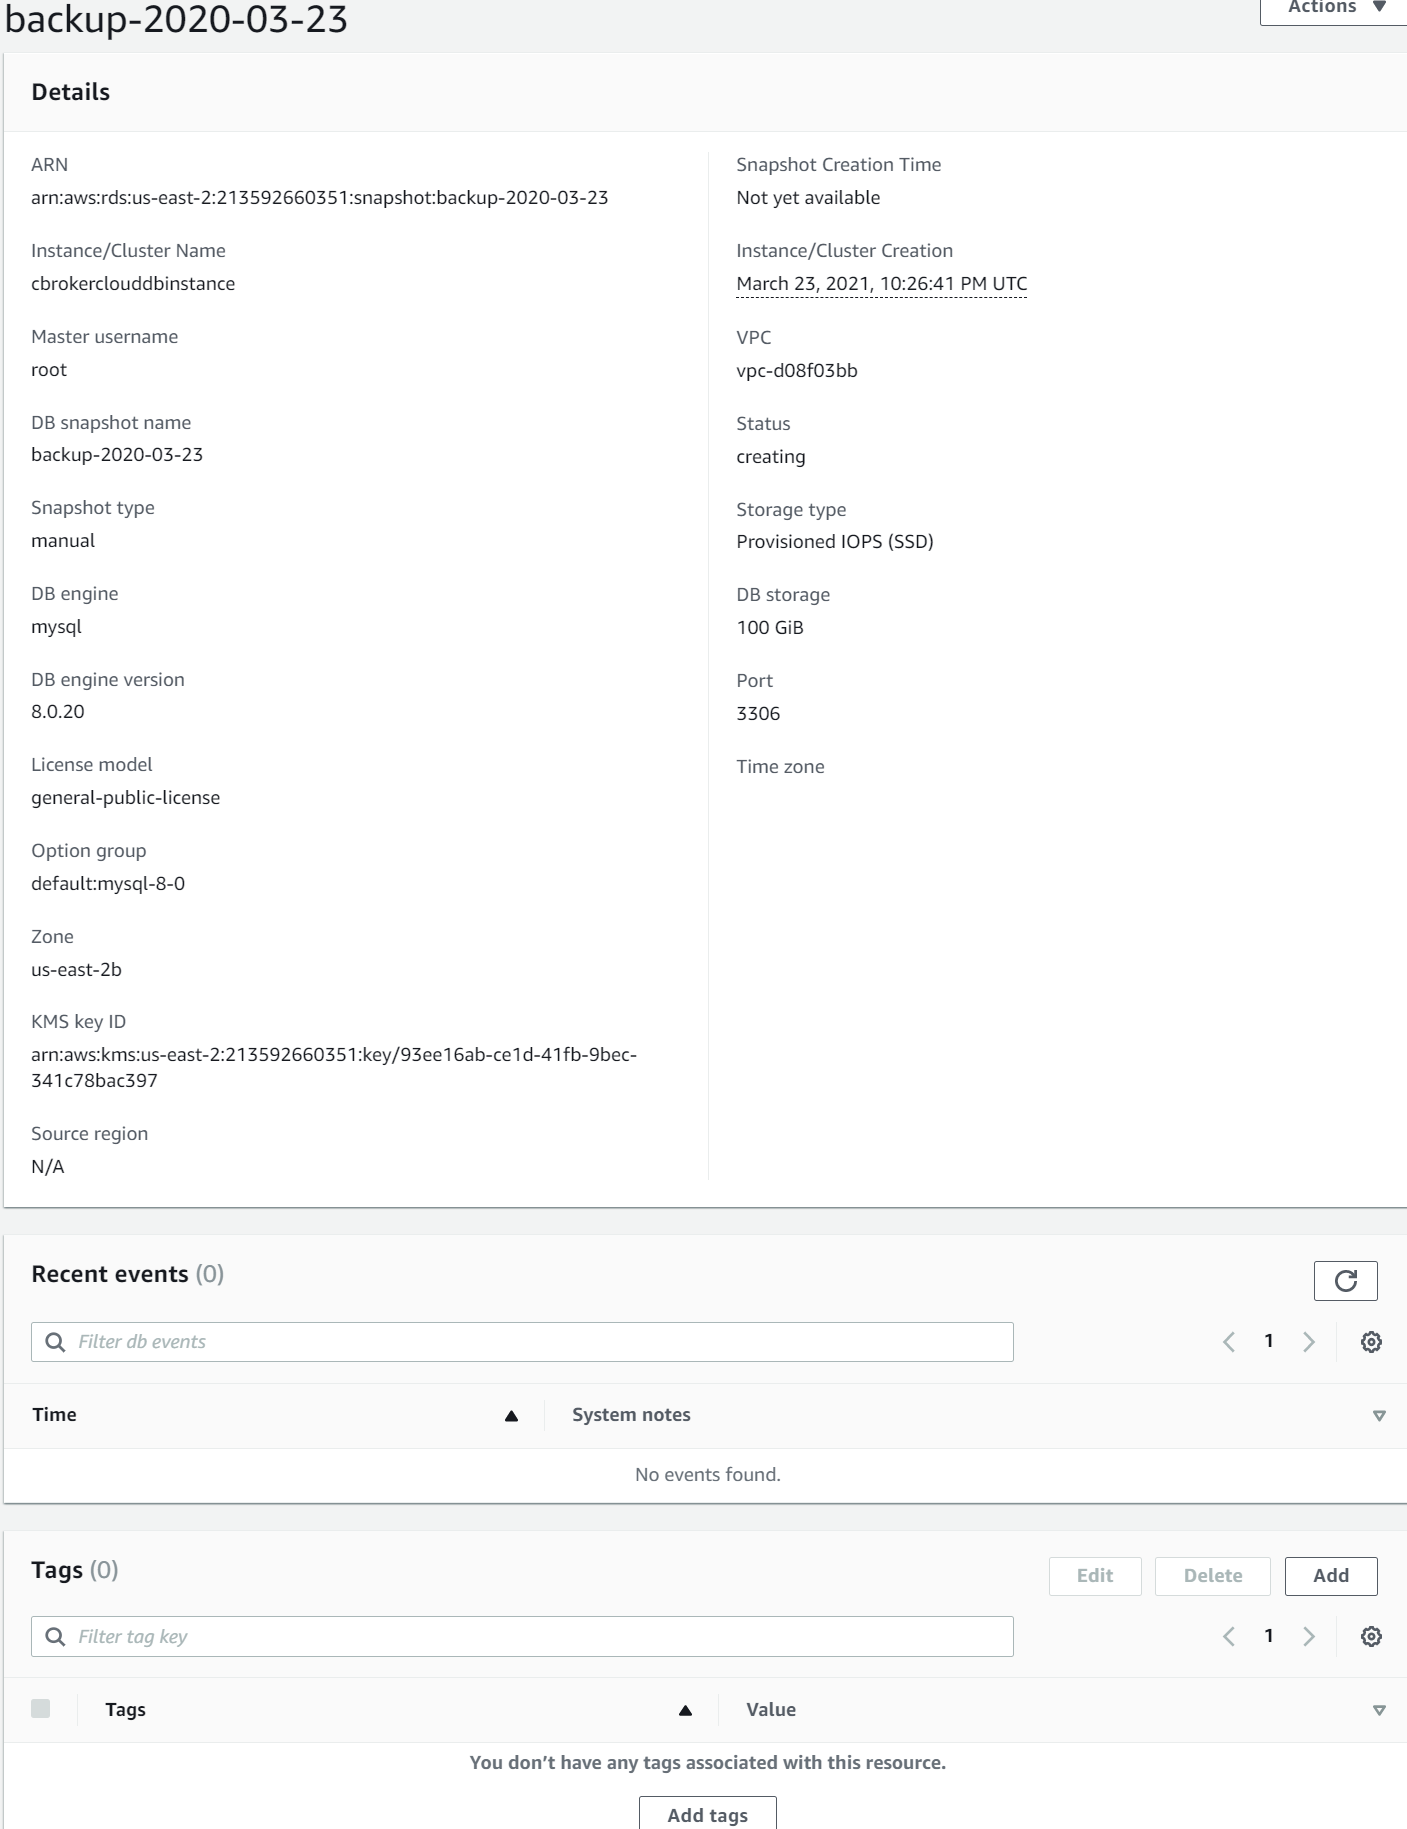 backup-2020-03-23
Actions
Details
ARN
arn:aws:rds:us-east-2:213592660351:snapshot:backup-2020-03-23
Instance/Cluster Name
cbrokerclouddbinstance
Master username
root
DB snapshot name
backup-2020-03-23
Snapshot type
manual
DB engine
mysql
DB engine version
8.0.20
License model
general-public-license
Option group
default:mysql-8-0
Zone
us-east-2b
KMS key ID
arn:aws:kms:us-east-2:213592660351:key/93ee16ab-ce1d-41fb-9bec-
341c78bac397
Source region
N/A
Snapshot Creation Time
Not yet available
Instance/Cluster Creation
March 23, 2021, 10:26:41 PM UTC
VPC
vpc-d08f03bb
Status
creating
Storage type
Provisioned IOPS (SSD)
DB storage
100 GiB
Port
3306
Time zone
Recent events (0)
Filter db events
1
Time
System notes
No events found.
Tags (0)
Edit
Delete
Add
Filter tag key
1
Tags
Value
You don't have any tags associated with this resource.
Add tags